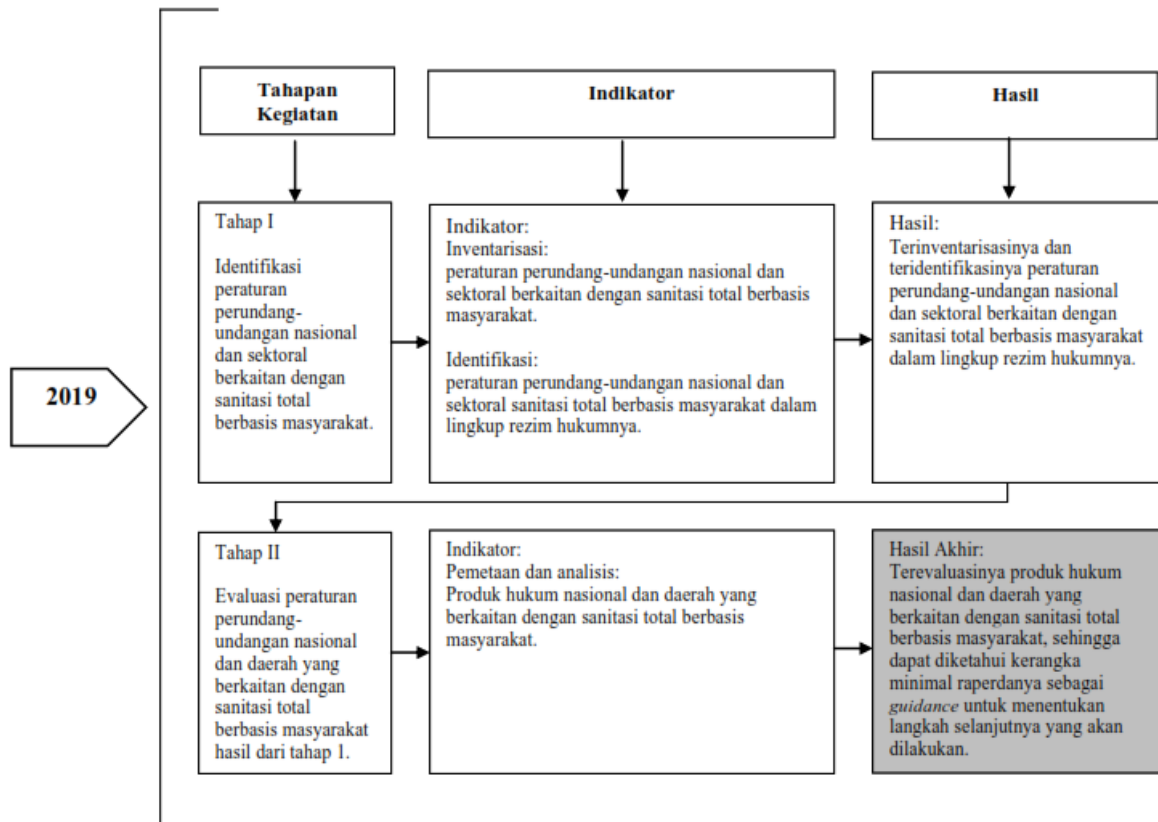 Tahapan
Kegiatan
Indikator
Hasil
2019
Tahap I
Identifikasi
peraturan
perundang-
undangan nasional
dan sektoral
berkaitan dengan
sanitasi total
berbasis masyarakat.
Indikator:
Inventarisasi:
peraturan perundang-undangan nasional dan
sektoral berkaitan dengan sanitasi total berbasis
masyarakat.
Identifikasi:
peraturan perundang-undangan nasional dan
sektoral sanitasi total berbasis masyarakat dalam
lingkup rezim hukumnya.
Hasil:
Terinventarisasinya dan
teridentifikasinya peraturan
perundang-undangan nasional
dan sektoral berkaitan dengan
sanitasi total berbasis masyarakat
dalam lingkup rezim hukumnya.
Tahap II
Evaluasi peraturan
perundang-
undangan nasional
dan daerah yang
berkaitan dengan
sanitasi total
berbasis masyarakat
hasil dari tahap 1.
Indikator:
Pemetaan dan analisis:
Produk hukum nasional dan daerah yang
berkaitan dengan sanitasi total berbasis
masyarakat.
Hasil Akhir:
Terevaluasinya produk hukum
nasional dan daerah yang
berkaitan dengan sanitasi total
berbasis masyarakat, sehingga
dapat diketahui kerangka
minimal raperdanya sebagai
guidance untuk menentukan
langkah selanjutnya yang akan
dilakukan.